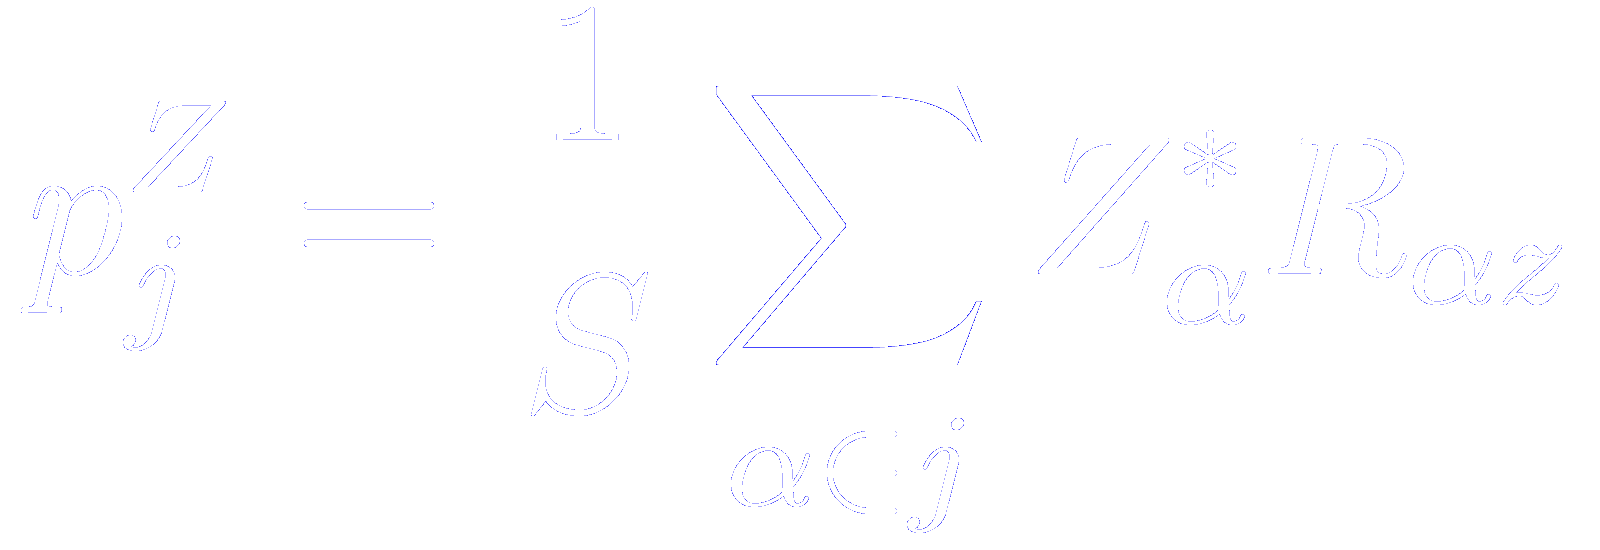 p_j^Z = \frac{1}{S} \sum_{\alpha \in j} Z_\alpha^* R_{\alpha z}